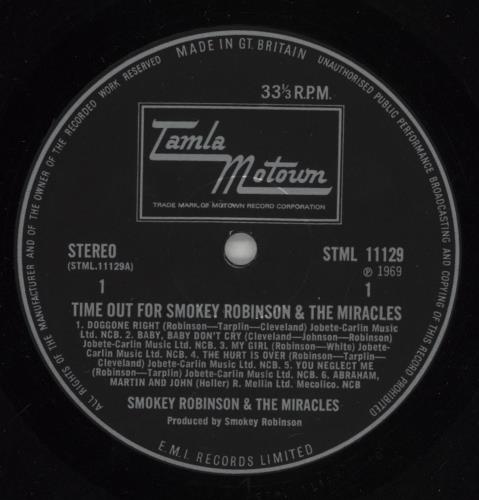 MADE IN GT. BRITAIN
UNAUTHORISED PUBLIC PERFORMANCE BROADCASTING AND COPYING OF THIS RECORD PROHIBITED
ALL RIGHTS OF THE MANUFACTURER AND OF THE OWNER OF THE RECORDED WORK RESERVED
33⅓ R.P.M.
Tamla
Motown
TRADE MARK OF MOTOWN RECORD CORPORATION
STEREO
(STML.11129A)
1
STML 11129
℗ 1969
1
TIME OUT FOR SMOKEY ROBINSON & THE MIRACLES
1. DOGGONE RIGHT (Robinson—Tarplin—Cleveland) Jobete-Carlin Music
Ltd. NCB. 2. BABY, BABY DON'T CRY (Cleveland—Johnson—Robinson)
Jobete-Carlin Music Ltd. NCB. 3. MY GIRL (Robinson—White) Jobete-
Carlin Music Ltd. NCB. 4. THE HURT IS OVER (Robinson—Tarplin—
Cleveland) Jobete-Carlin Music Ltd. NCB. 5. YOU NEGLECT ME
(Robinson—Tarplin) Jobete-Carlin Music Ltd. NCB. 6. ABRAHAM,
MARTIN AND JOHN (Holler) R. Mellin Ltd. Mecolico. NCB
SMOKEY ROBINSON & THE MIRACLES
Produced by Smokey Robinson
E.M.I. RECORDS LIMITED